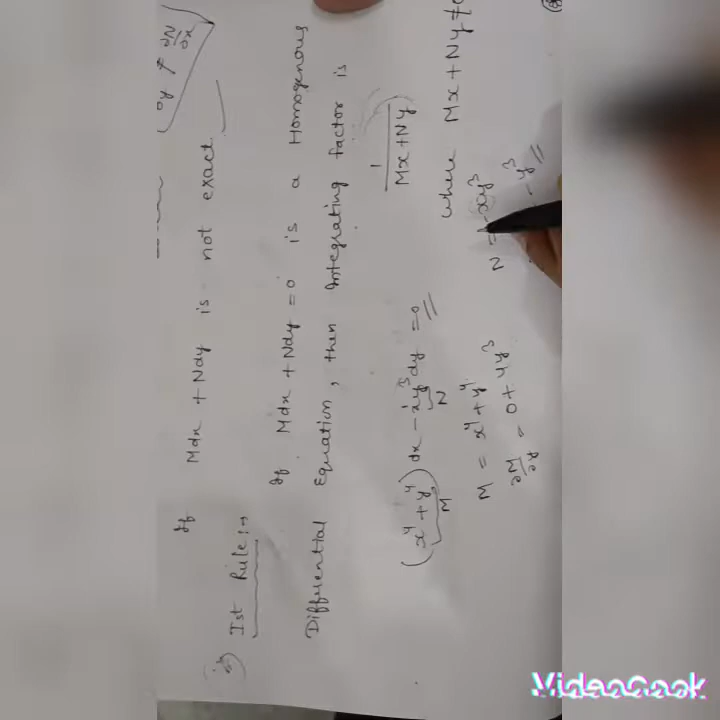 ∂y ≠ ∂N/∂x
If Mdx + Ndy is not exact
i) Ist Rule:→
If Mdx + Ndy = 0 is a Homogenous
Differential Equation, then Integrating factor is
1/(Mx+Ny) where Mx + Ny ≠
(x⁴ + y⁴) dx - xy³ dy = 0
M N
M = x⁴ + y⁴ N = -xy³
∂M/∂y = 0 + 4y³ - y³
VideoCook